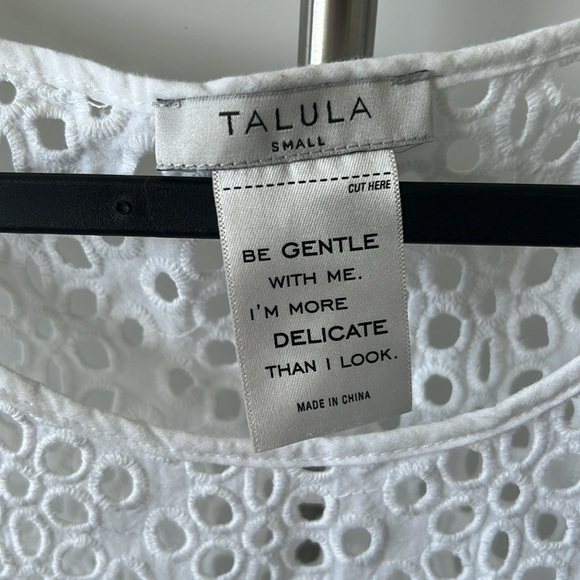 TALULA
SMALL
CUT HERE
BE GENTLE
WITH ME.
I'M MORE
DELICATE
THAN I LOOK.
MADE IN CHINA